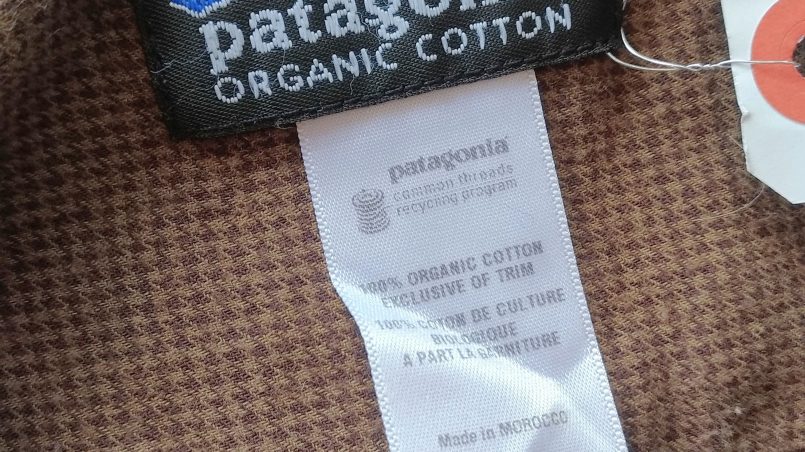 patagonia
ORGANIC COTTON
patagonia®
common threads
recycling program
100% ORGANIC COTTON
EXCLUSIVE OF TRIM
100% COTON DE CULTURE
BIOLOGIQUE
A PART LA GARNITURE
Made in MOROCCO